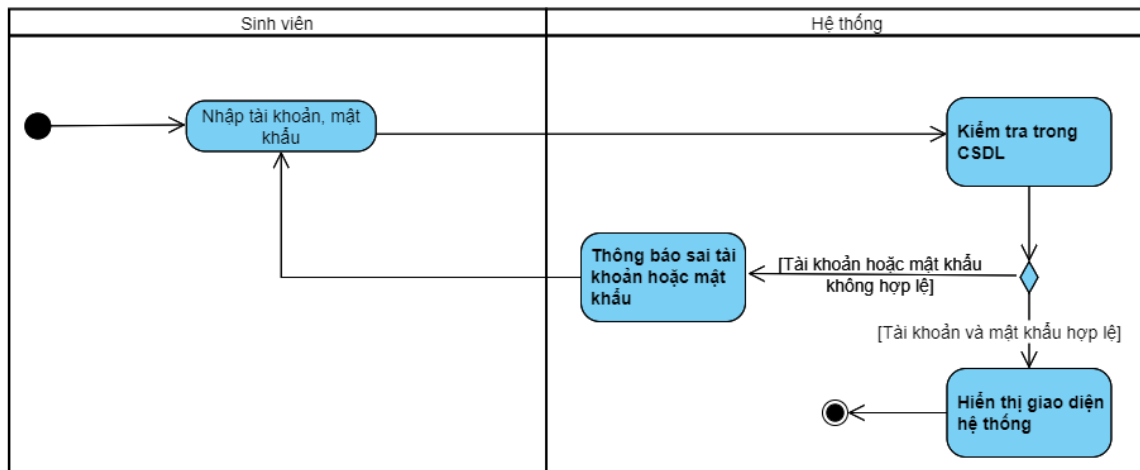 Sinh viên
Hệ thống
Nhập tài khoản, mật
khẩu
Kiểm tra trong
CSDL
Thông báo sai tài
khoản hoặc mật
khẩu
[Tài khoản hoặc mật khẩu
không hợp lệ]
[Tài khoản và mật khẩu hợp lệ]
Hiển thị giao diện
hệ thống